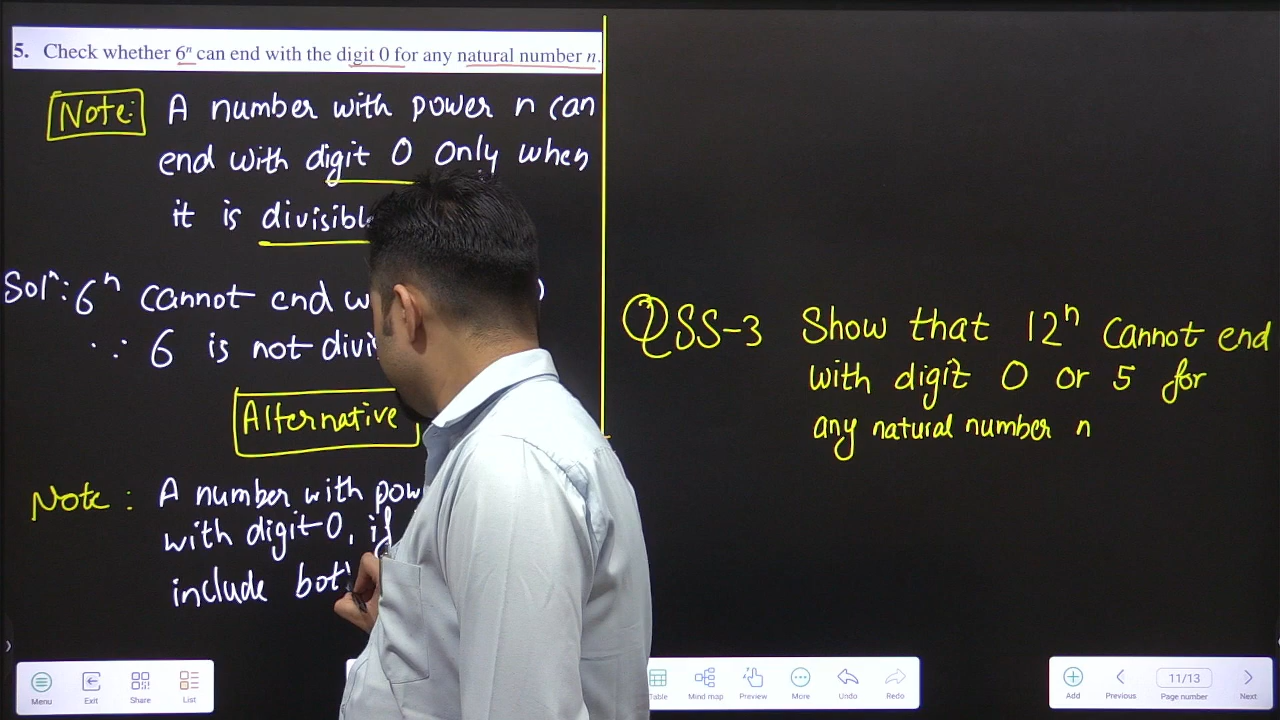 5. Check whether 6ⁿ can end with the digit 0 for any natural number n.
Note: A number with power n can
end with digit 0 only when
it is
Solⁿ: 6ⁿ cannot end
∵ 6 is not
Alternative
Note: A number with
with digit 0, if
include
Q SS-3 Show that 12ⁿ cannot end
with digit 0 or 5 for
any natural number n
Menu Exit Share List
Table Mind map Preview More Undo Redo
Add Previous 11/13 Page number Next